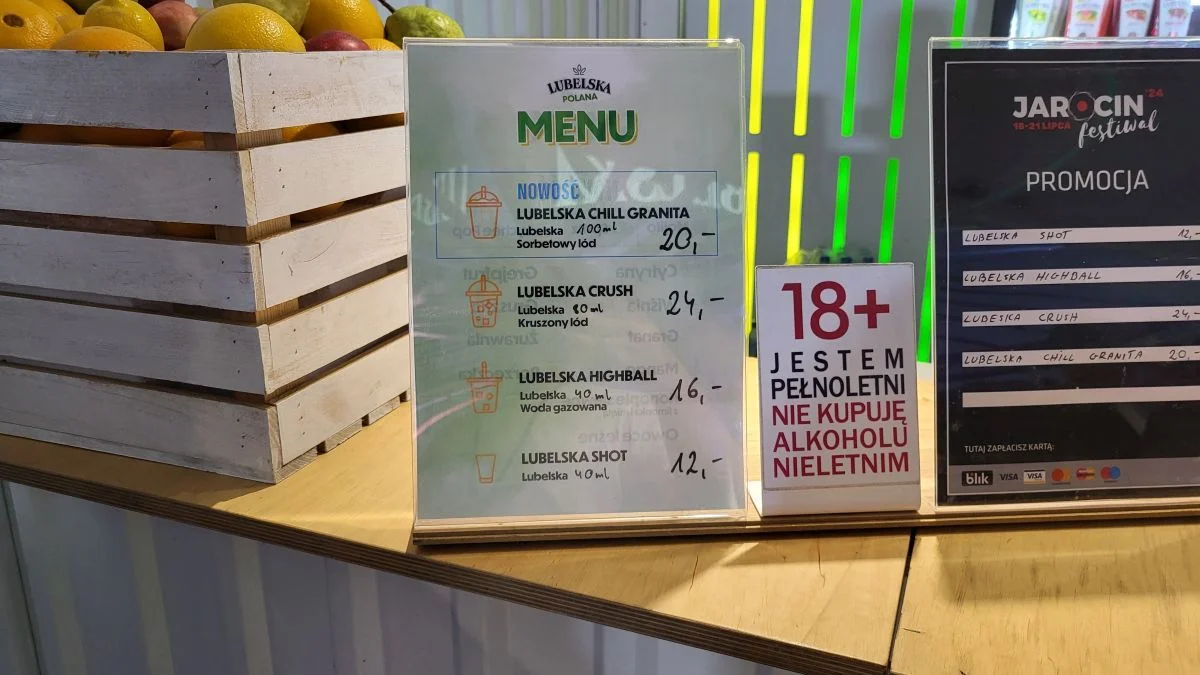 LUBELSKA
POLANA
MENU
NOWOŚĆ
LUBELSKA CHILL GRANITA
Lubelska 100ml
Sorbetowy lód
20,-
LUBELSKA CRUSH
Lubelska 80ml
Kruszony lód
24,-
LUBELSKA HIGHBALL
Lubelska 40ml
Woda gazowana
16,-
LUBELSKA SHOT
Lubelska 40ml
12,-
18+
JESTEM
PEŁNOLETNI
NIE KUPUJĘ
ALKOHOLU
NIELETNIM
JAROCIN '24
18-21 LIPCA festiwal
PROMOCJA
LUBELSKA SHOT 12,-
LUBELSKA HIGHBALL 16,-
LUBESKA CRUSH 24,-
LUBELSKA CHILL GRANITA 20,-
TUTAJ ZAPŁACISZ KARTĄ:
blik VISA VISA